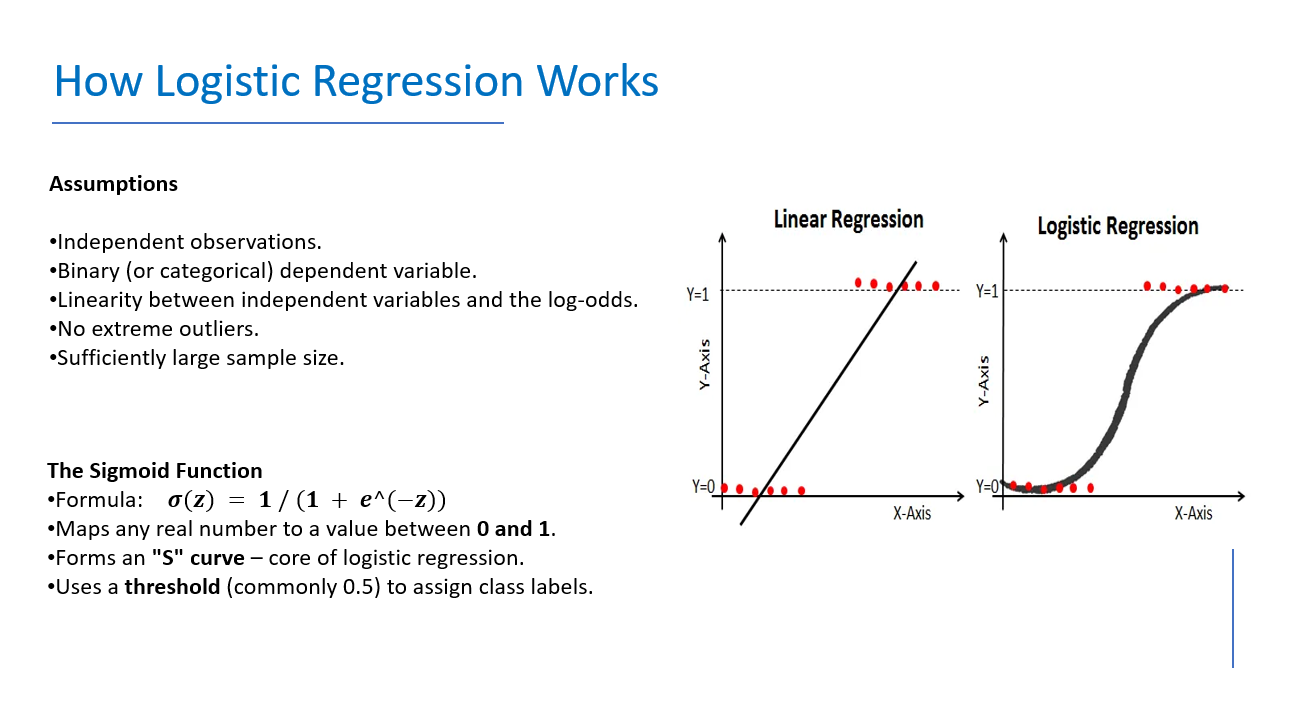 How Logistic Regression Works
Assumptions
•Independent observations.
•Binary (or categorical) dependent variable.
•Linearity between independent variables and the log-odds.
•No extreme outliers.
•Sufficiently large sample size.
The Sigmoid Function
•Formula: 𝝈(𝒛) = 𝟏 / (𝟏 + 𝒆^(−𝒛))
•Maps any real number to a value between 0 and 1.
•Forms an "S" curve – core of logistic regression.
•Uses a threshold (commonly 0.5) to assign class labels.
Linear Regression
Y=1
Y-Axis
Y=0
X-Axis
Logistic Regression
Y=1
Y-Axis
Y=0
X-Axis